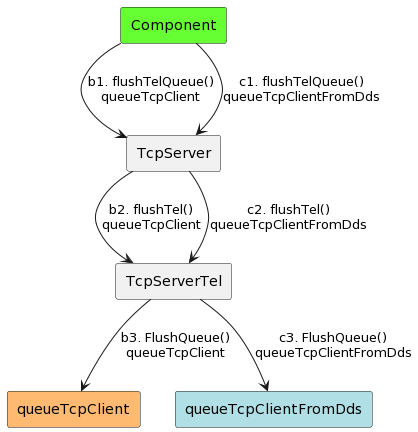 Component
b1. flushTelQueue()
queueTcpClient
c1. flushTelQueue()
queueTcpClientFromDds
TcpServer
b2. flushTel()
queueTcpClient
c2. flushTel()
queueTcpClientFromDds
TcpServerTel
b3. FlushQueue()
queueTcpClient
c3. FlushQueue()
queueTcpClientFromDds
queueTcpClient
queueTcpClientFromDds